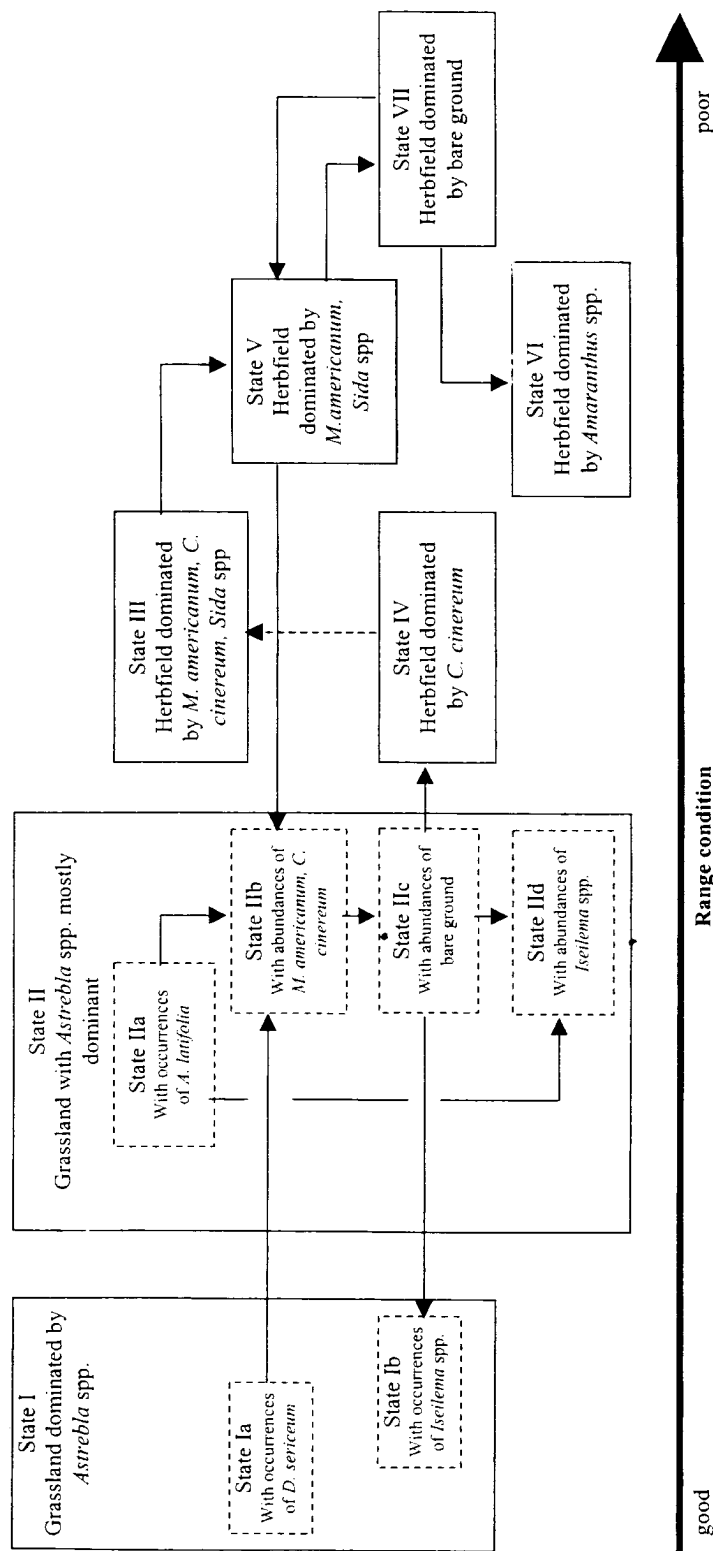 State I
Grassland dominated by
Astrebla spp.
State Ia
With occurrences
of D. sericeum
State Ib
With occurrences
of Iseilema spp.
State II
Grassland with Astrebla spp. mostly
dominant
State IIa
With occurrences
of A. latifolia
State IIb
With abundances of
M. americanum, C.
cinereum
State IIc
With abundances of
bare ground
State IId
With abundances of
Iseilema spp.
State III
Herbfield dominated
by M. americanum, C.
cinereum, Sida spp
State IV
Herbfield dominated
by C. cinereum
State V
Herbfield
dominated by
M.americanum,
Sida spp
State VI
Herbfield dominated
by Amaranthus spp.
State VII
Herbfield dominated
by bare ground
good
Range condition
poor